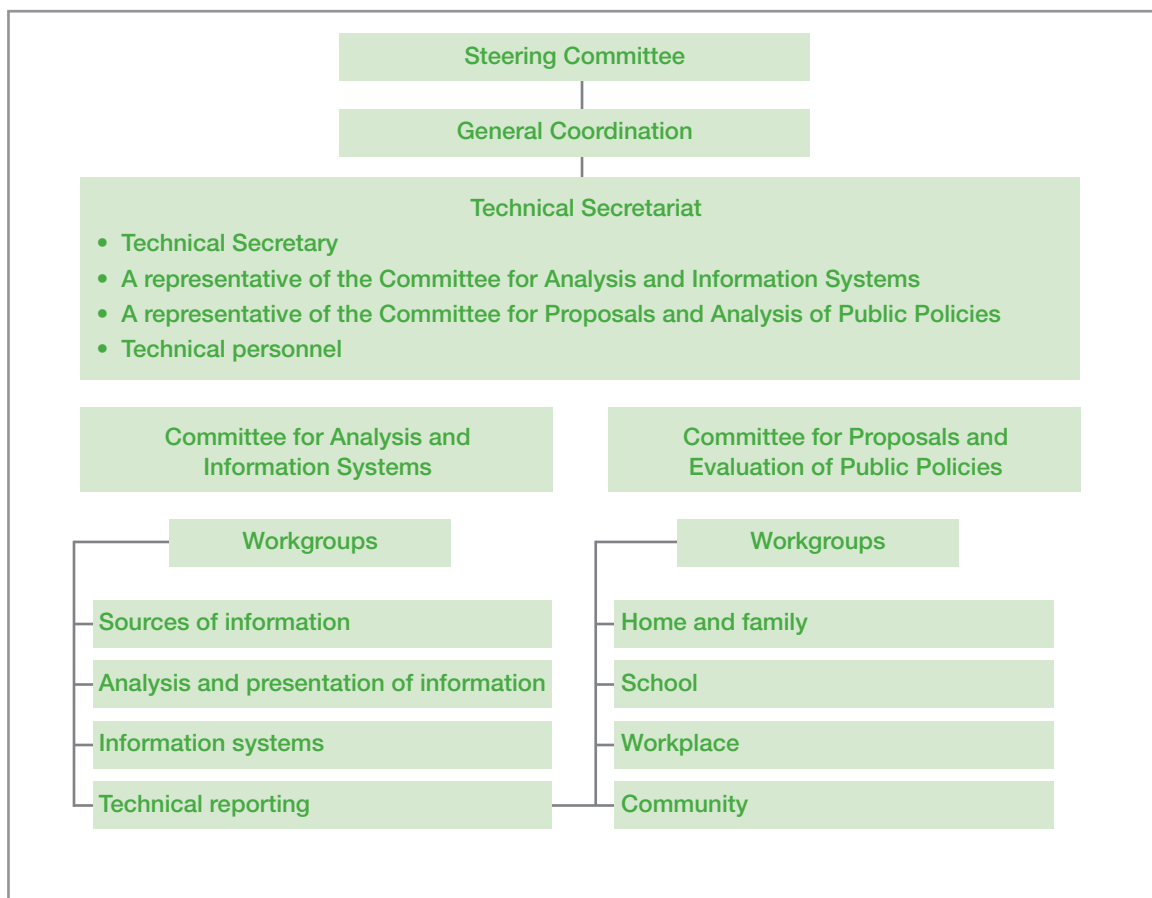 Steering Committee
General Coordination
Technical Secretariat
• Technical Secretary
• A representative of the Committee for Analysis and Information Systems
• A representative of the Committee for Proposals and Analysis of Public Policies
• Technical personnel
Committee for Analysis and
Information Systems
Committee for Proposals and
Evaluation of Public Policies
Workgroups
Sources of information
Analysis and presentation of information
Information systems
Technical reporting
Workgroups
Home and family
School
Workplace
Community